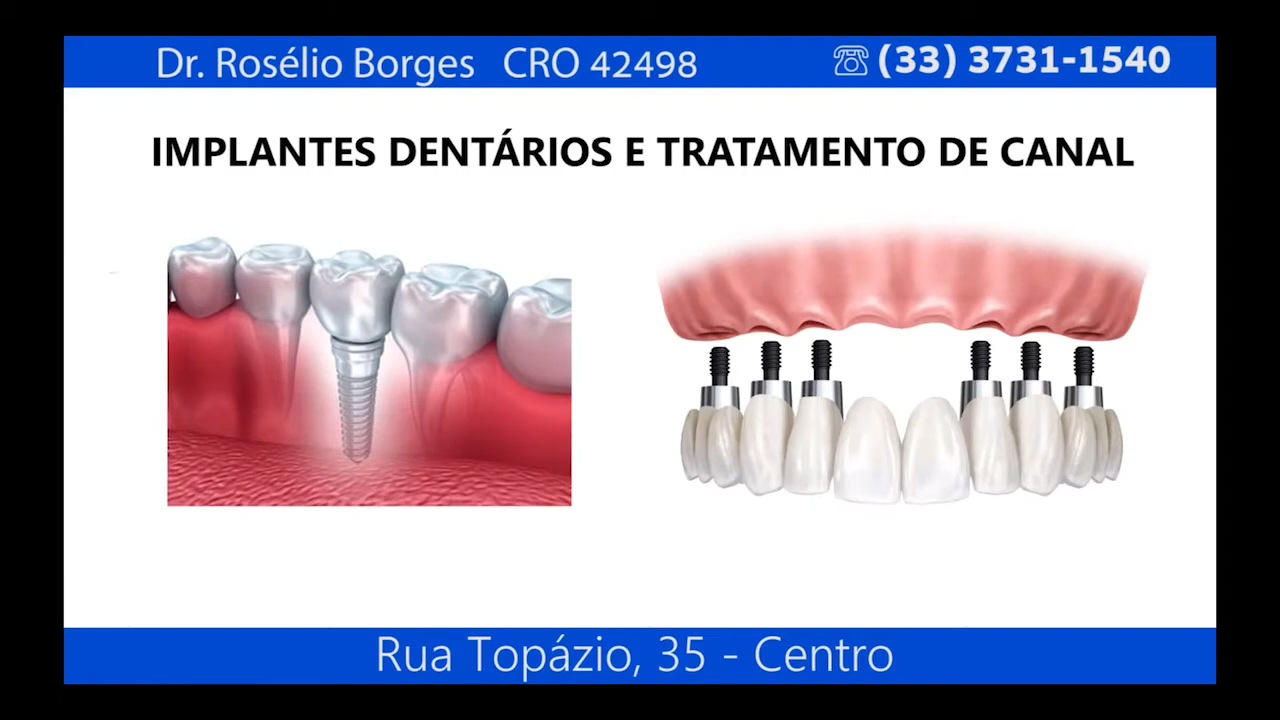 Dr. Rosélio Borges CRO 42498 ☏ (33) 3731-1540
IMPLANTES DENTÁRIOS E TRATAMENTO DE CANAL
Rua Topázio, 35 - Centro